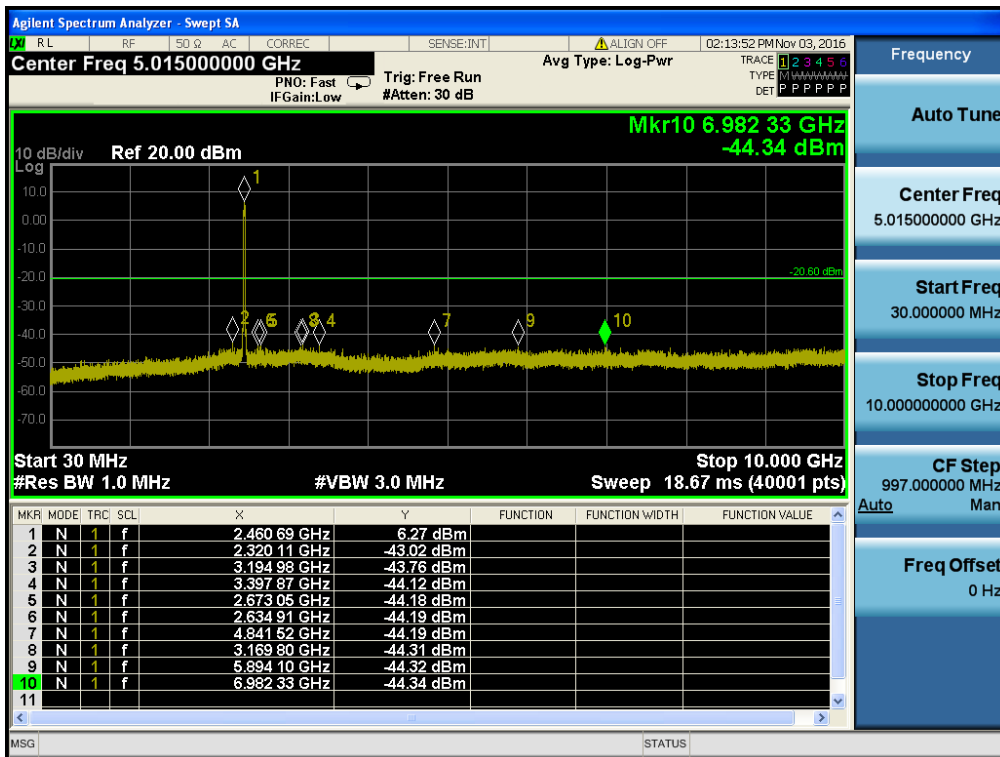 Agilent Spectrum Analyzer - Swept SA
LXI RL RF 50 Ω AC CORREC SENSE:INT ALIGN OFF 02:13:52 PM Nov 03, 2016
Center Freq 5.015000000 GHz
PNO: Fast
IFGain:Low
Trig: Free Run
#Atten: 30 dB
Avg Type: Log-Pwr
TRACE 1 2 3 4 5 6
TYPE M W W W W W
DET P P P P P P
Mkr10 6.982 33 GHz
-44.34 dBm
10 dB/div Ref 20.00 dBm
Log
10.0
0.00
-10.0
-20.0
-30.0
-40.0
-50.0
-60.0
-70.0
-20.60 dBm
1
2 6 3 4 7 9 10
Start 30 MHz
Stop 10.000 GHz
#Res BW 1.0 MHz
#VBW 3.0 MHz
Sweep 18.67 ms (40001 pts)
MKR MODE TRC SCL X Y FUNCTION FUNCTION WIDTH FUNCTION VALUE
1 N 1 f 2.460 69 GHz 6.27 dBm
2 N 1 f 2.320 11 GHz -43.02 dBm
3 N 1 f 3.194 98 GHz -43.76 dBm
4 N 1 f 3.397 87 GHz -44.12 dBm
5 N 1 f 2.673 05 GHz -44.18 dBm
6 N 1 f 2.634 91 GHz -44.19 dBm
7 N 1 f 4.841 52 GHz -44.19 dBm
8 N 1 f 3.169 80 GHz -44.31 dBm
9 N 1 f 5.894 10 GHz -44.32 dBm
10 N 1 f 6.982 33 GHz -44.34 dBm
11
MSG
STATUS
Frequency
Auto Tune
Center Freq
5.015000000 GHz
Start Freq
30.000000 MHz
Stop Freq
10.000000000 GHz
CF Step
997.000000 MHz
Auto Man
Freq Offset
0 Hz